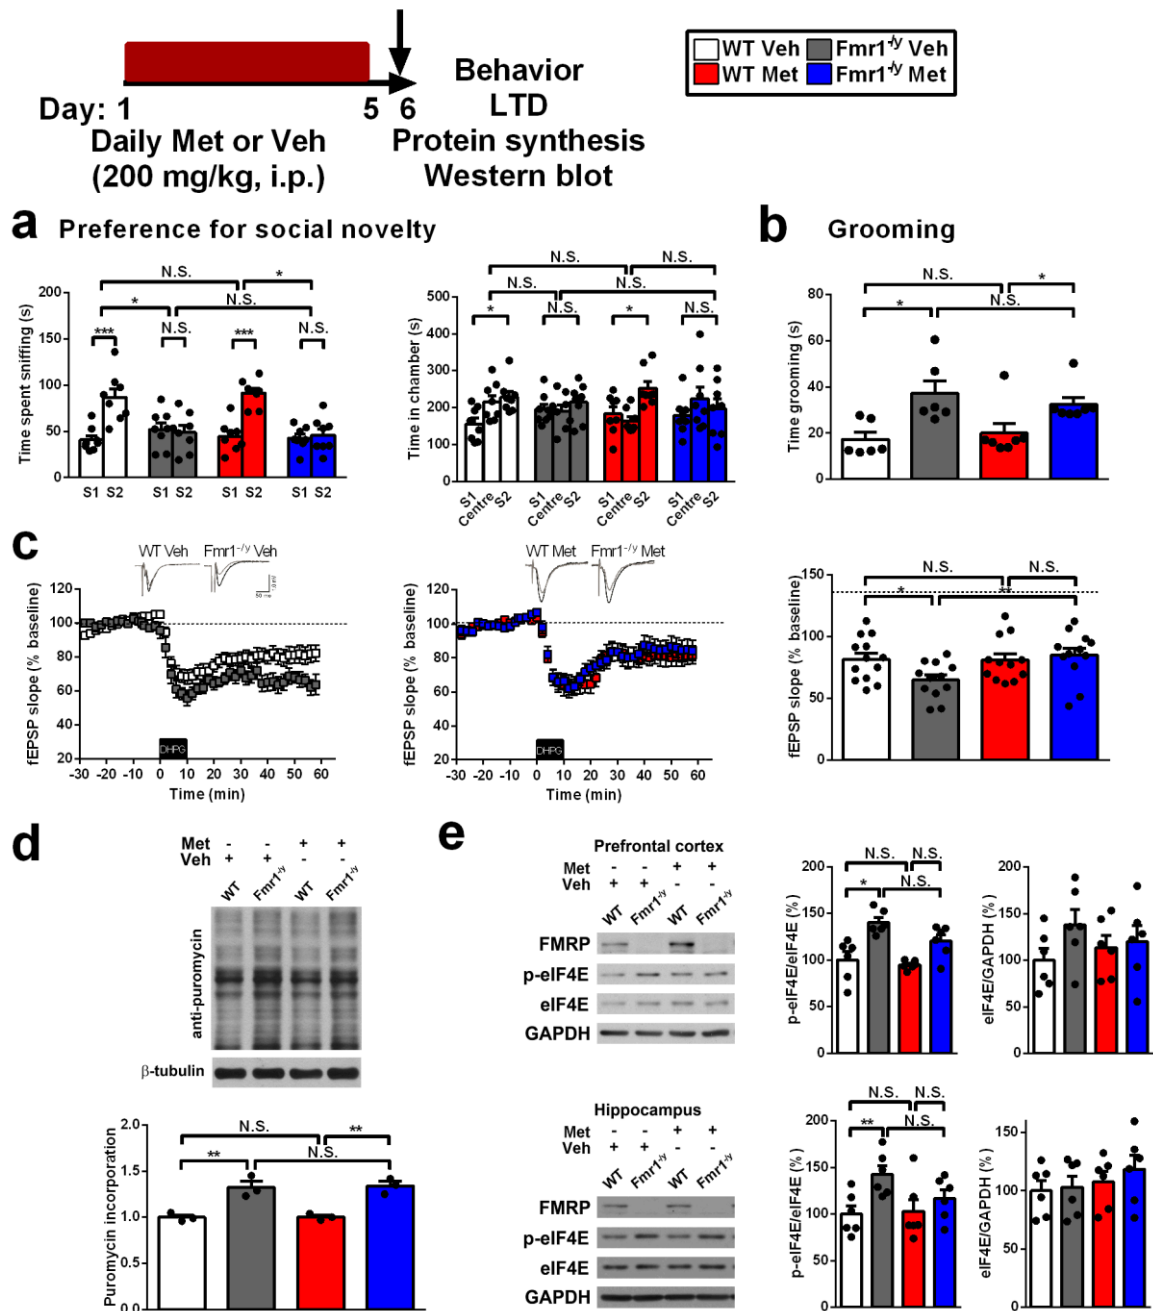 WT Veh
Fmr1-/y Veh
WT Met
Fmr1-/y Met
Day: 1
5
6
Daily Met or Veh
(200 mg/kg, i.p.)
Behavior
LTD
Protein synthesis
Western blot
a Preference for social novelty
N.S.
*
*
N.S.
***
N.S.
***
N.S.
Time spent sniffing (s)
200
150
100
50
0
S1 S2 S1 S2 S1 S2 S1 S2
N.S.
N.S.
N.S.
N.S.
*
N.S.
*
N.S.
Time in chamber (s)
500
400
300
200
100
0
S1 Centre S2 S1 Centre S2 S1 Centre S2 S1 Centre S2
b Grooming
N.S.
*
*
N.S.
Time grooming (s)
80
60
40
20
0
c
WT Veh Fmr1-/y Veh
50 ms
fEPSP slope (% baseline)
120
100
80
60
40
20
DHPG
-30 -20 -10 0 10 20 30 40 50 60
Time (min)
WT Met Fmr1-/y Met
fEPSP slope (% baseline)
120
100
80
60
40
20
DHPG
-30 -20 -10 0 10 20 30 40 50 60
Time (min)
N.S.
N.S.
*
**
fEPSP slope (% baseline)
150
100
50
0
d
Met - - + +
Veh + + - -
WT Fmr1-/y WT Fmr1-/y
anti-puromycin
β-tubulin
N.S.
**
**
N.S.
Puromycin incorporation
2.0
1.5
1.0
0.5
0.0
e
Prefrontal cortex
Met - - + +
Veh + + - -
WT Fmr1-/y WT Fmr1-/y
FMRP
p-eIF4E
eIF4E
GAPDH
N.S.
N.S.
*
N.S.
p-eIF4E/eIF4E (%)
200
150
100
50
0
eIF4E/GAPDH (%)
200
150
100
50
0
Hippocampus
Met - - + +
Veh + + - -
WT Fmr1-/y WT Fmr1-/y
FMRP
p-eIF4E
eIF4E
GAPDH
N.S.
N.S.
**
N.S.
p-eIF4E/eIF4E (%)
200
150
100
50
0
eIF4E/GAPDH (%)
150
100
50
0